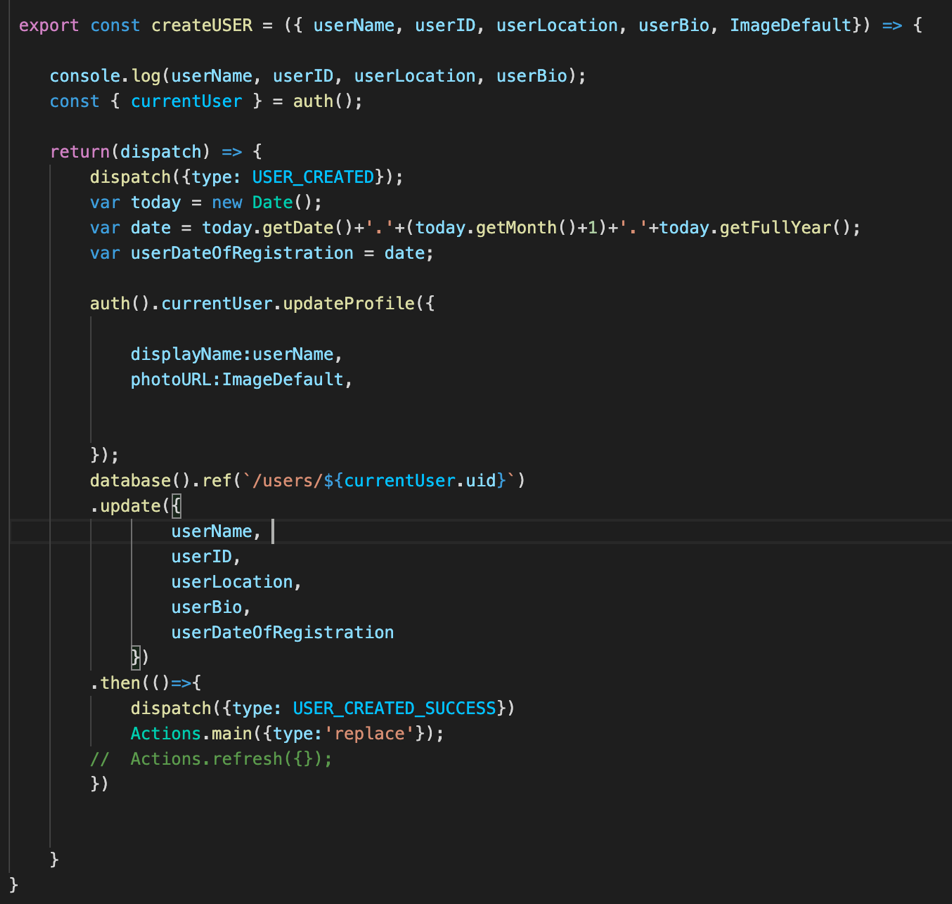 export const createUSER = ({ userName, userID, userLocation, userBio, ImageDefault}) => {
console.log(userName, userID, userLocation, userBio);
const { currentUser } = auth();
return(dispatch) => {
dispatch({type: USER_CREATED});
var today = new Date();
var date = today.getDate()+'.'+(today.getMonth()+1)+'.'+today.getFullYear();
var userDateOfRegistration = date;
auth().currentUser.updateProfile({
displayName:userName,
photoURL:ImageDefault,
});
database().ref(`/users/${currentUser.uid}`)
.update({
userName,
userID,
userLocation,
userBio,
userDateOfRegistration
})
.then(()=>{
dispatch({type: USER_CREATED_SUCCESS})
Actions.main({type:'replace'});
// Actions.refresh({});
})
}
}